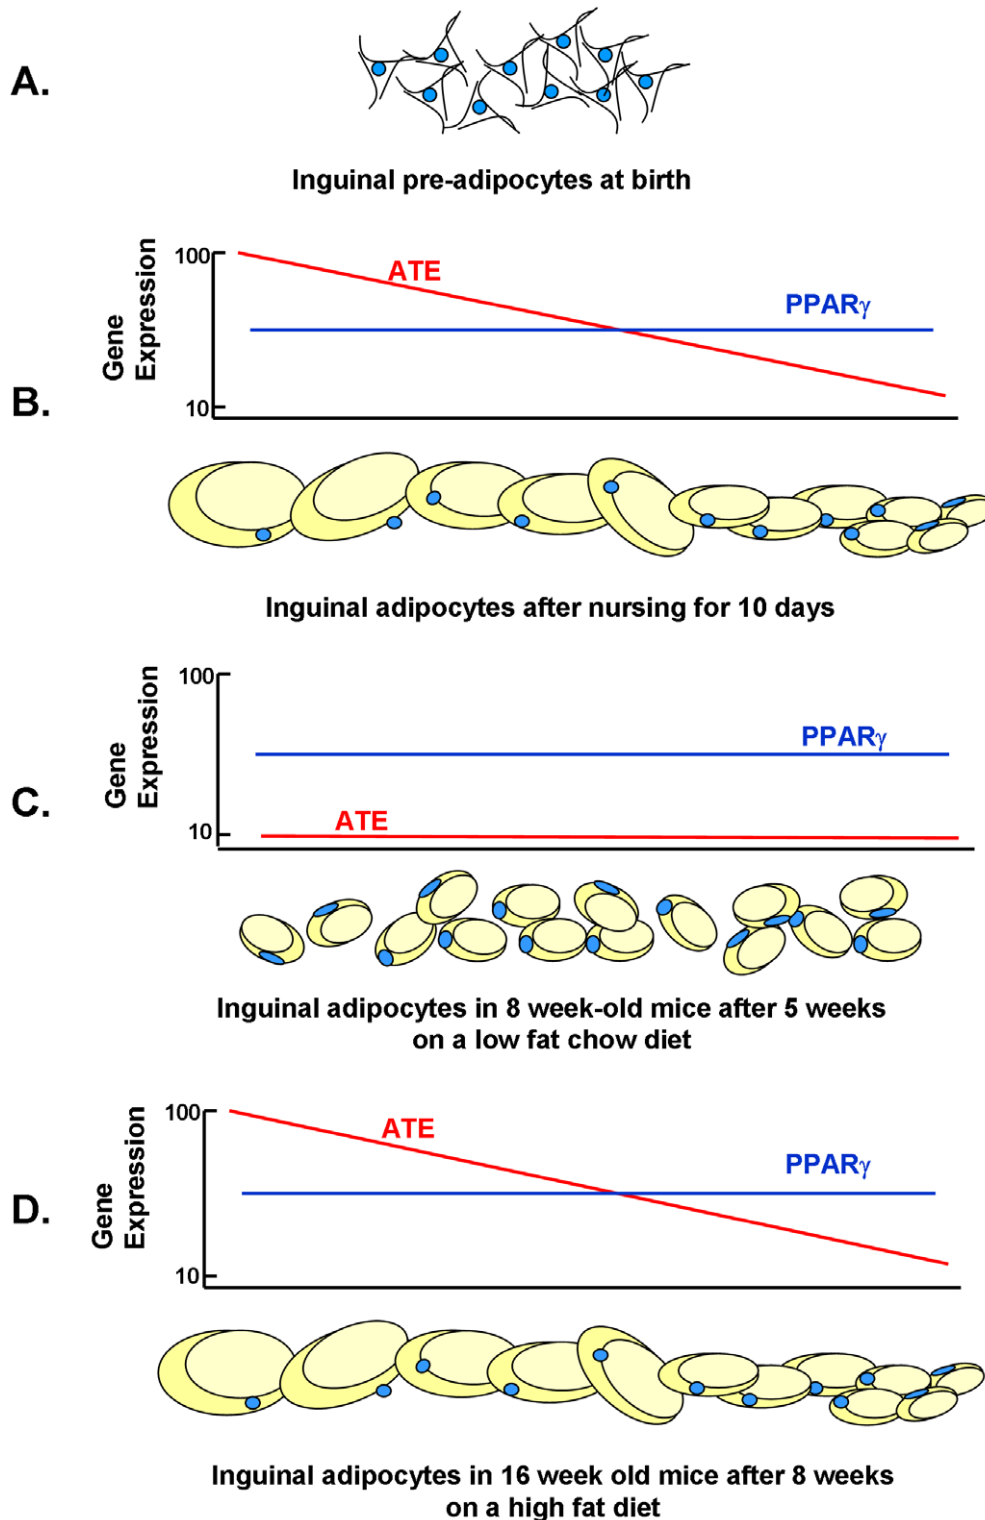 A.
Inguinal pre-adipocytes at birth
B.
Gene
Expression
100
10
ATE
PPARγ
Inguinal adipocytes after nursing for 10 days
C.
Gene
Expression
100
10
PPARγ
ATE
Inguinal adipocytes in 8 week-old mice after 5 weeks
on a low fat chow diet
D.
Gene
Expression
100
10
ATE
PPARγ
Inguinal adipocytes in 16 week old mice after 8 weeks
on a high fat diet